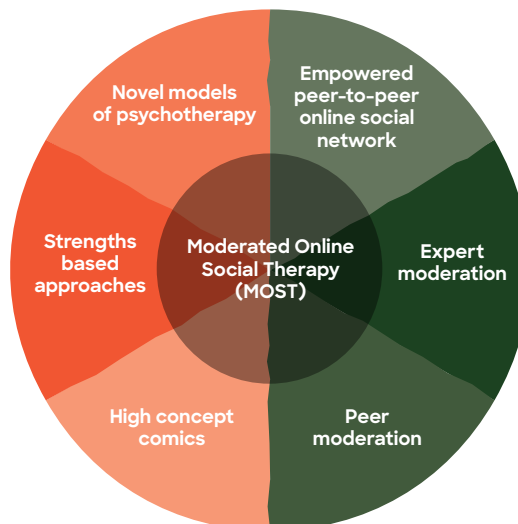 Novel models
of psychotherapy
Empowered
peer-to-peer
online social
network
Strengths
based
approaches
Moderated Online
Social Therapy
(MOST)
Expert
moderation
High concept
comics
Peer
moderation